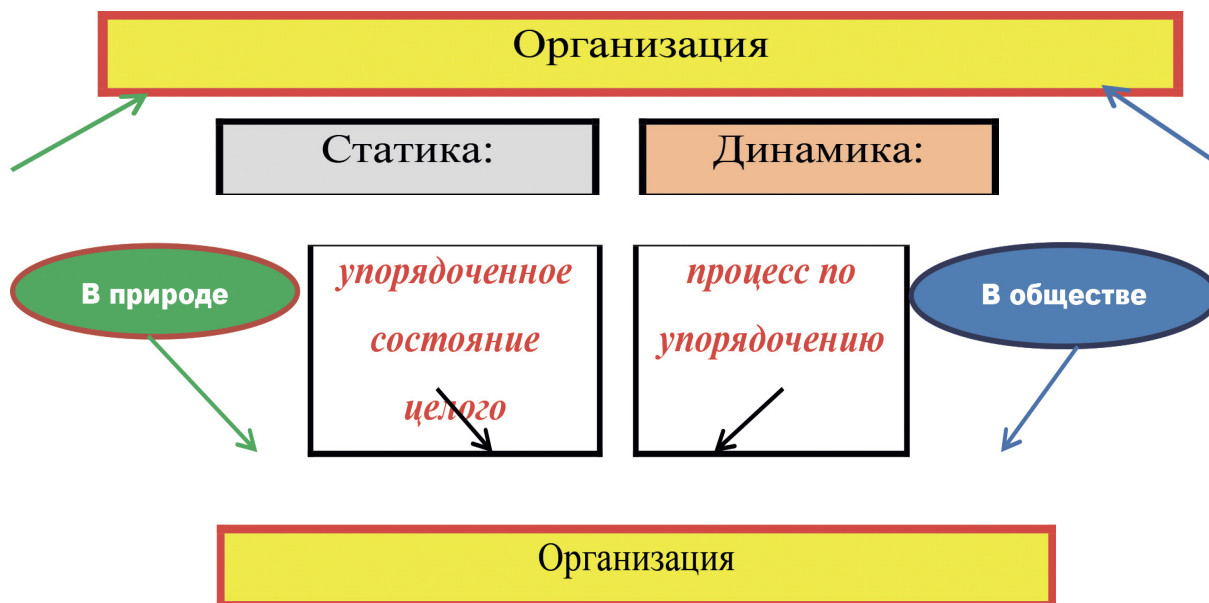 Организация
Статика:
Динамика:
В природе
упорядоченное
состояние
целого
процесс по
упорядочению
В обществе
Организация